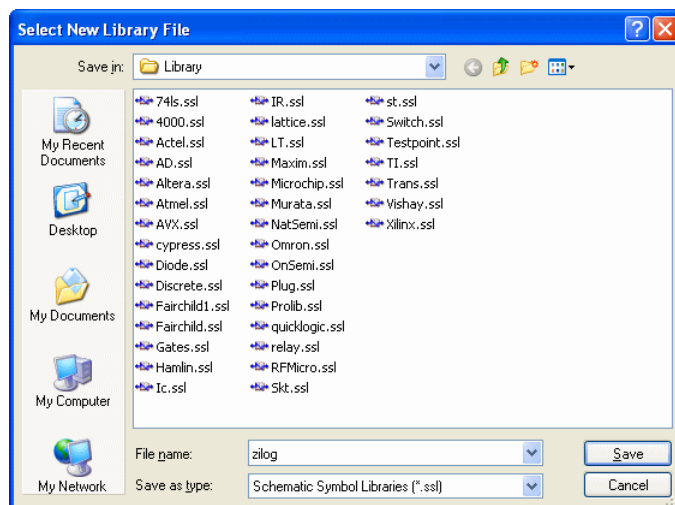 Select New Library File
Save in:
Library
My Recent
Documents
Desktop
My Documents
My Computer
My Network
74ls.ssl
4000.ssl
Actel.ssl
AD.ssl
Altera.ssl
Atmel.ssl
AVX.ssl
cypress.ssl
Diode.ssl
Discrete.ssl
Fairchild1.ssl
Fairchild.ssl
Gates.ssl
Hamlin.ssl
Ic.ssl
IR.ssl
lattice.ssl
LT.ssl
Maxim.ssl
Microchip.ssl
Murata.ssl
NatSemi.ssl
Omron.ssl
OnSemi.ssl
Plug.ssl
Prolib.ssl
quicklogic.ssl
relay.ssl
RFMicro.ssl
Skt.ssl
st.ssl
Switch.ssl
Testpoint.ssl
TI.ssl
Trans.ssl
Vishay.ssl
Xilinx.ssl
File name:
zilog
Save
Save as type:
Schematic Symbol Libraries (*.ssl)
Cancel